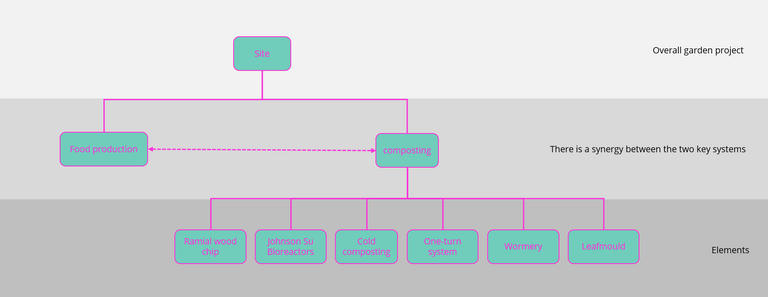 Site
Overall garden project
Food production
composting
There is a synergy between the two key systems
Ramial wood
chip
Johnson Su
Bioreactors
Cold
composting
One-turn
system
Wormery
Leafmould
Elements